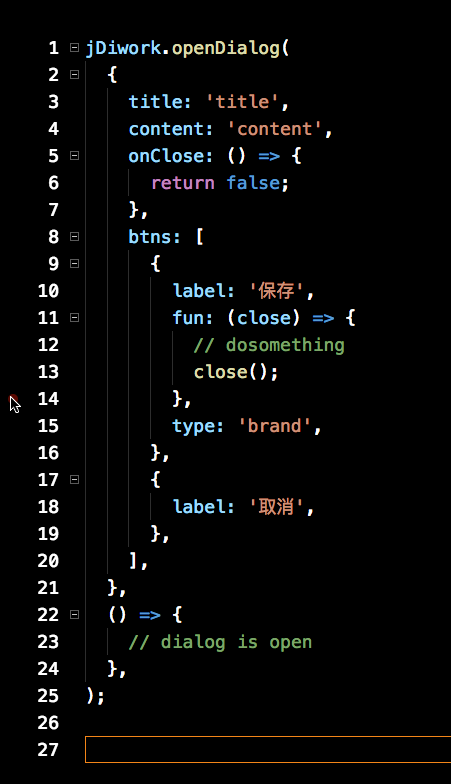 1 jDiwork.openDialog(
2 {
3 title: 'title',
4 content: 'content',
5 onClose: () => {
6 return false;
7 },
8 btns: [
9 {
10 label: '保存',
11 fun: (close) => {
12 // dosomething
13 close();
14 },
15 type: 'brand',
16 },
17 {
18 label: '取消',
19 },
20 ],
21 },
22 () => {
23 // dialog is open
24 },
25 );
26
27